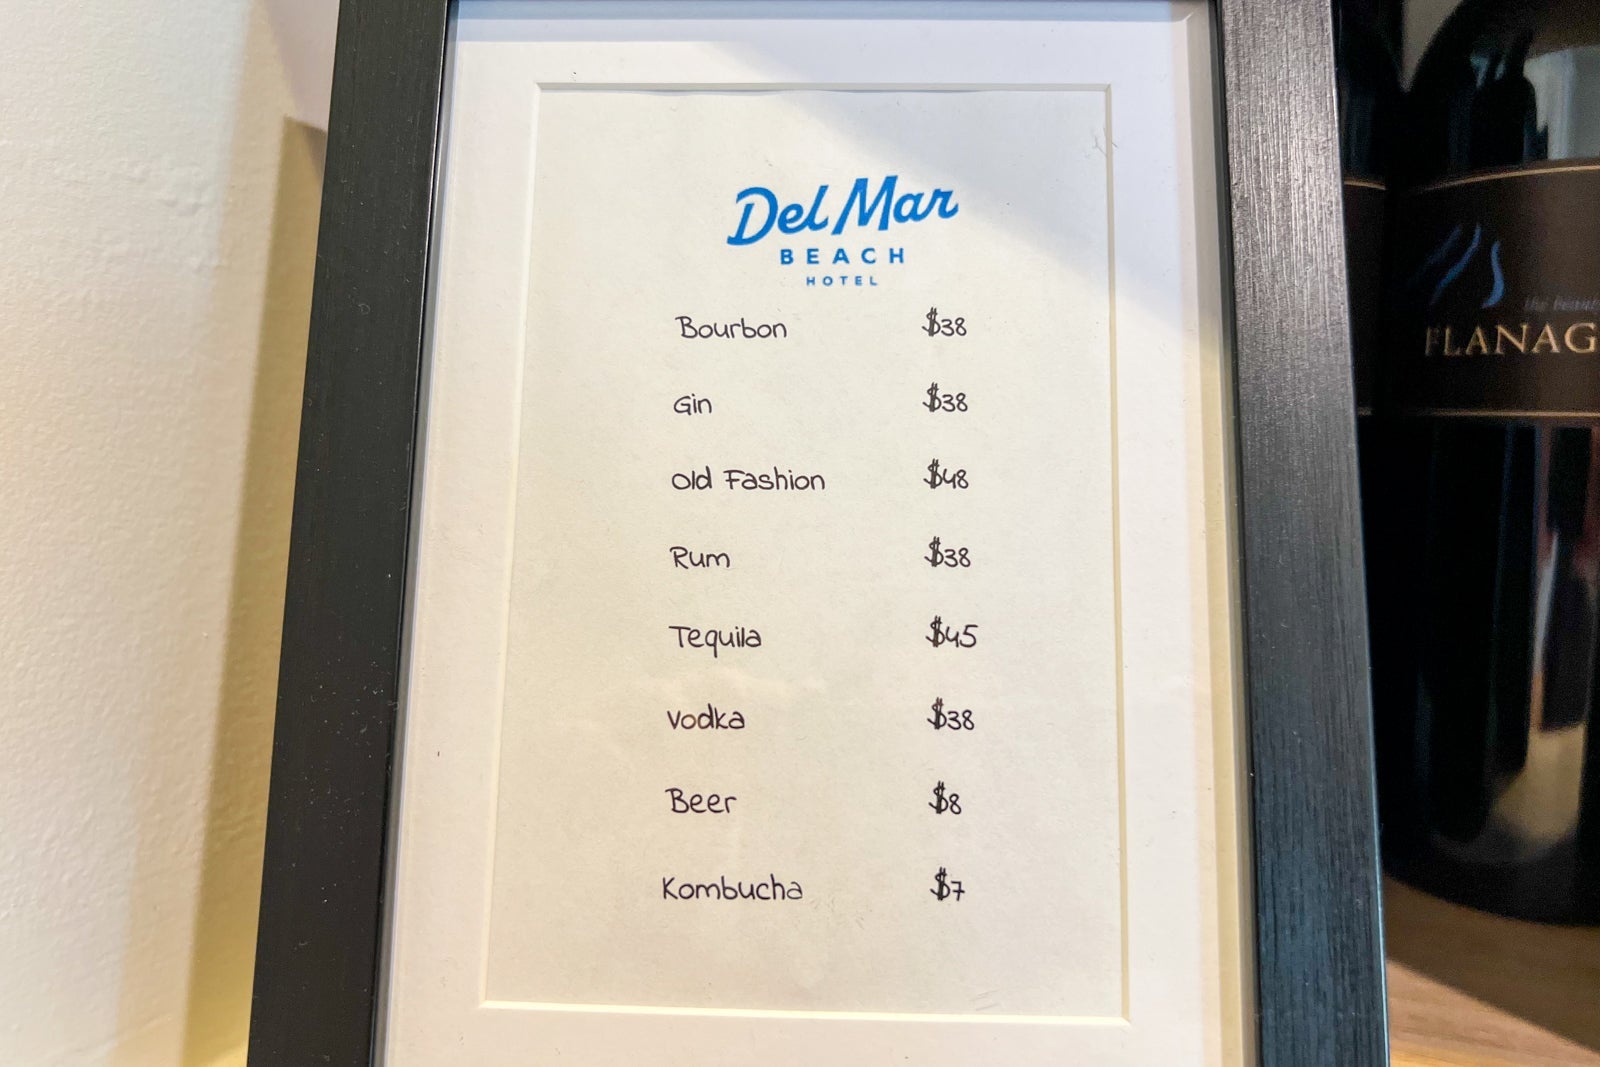 Del Mar
BEACH
HOTEL
Bourbon $38
Gin $38
Old Fashion $48
Rum $38
Tequila $45
Vodka $38
Beer $8
Kombucha $7
FLANAG